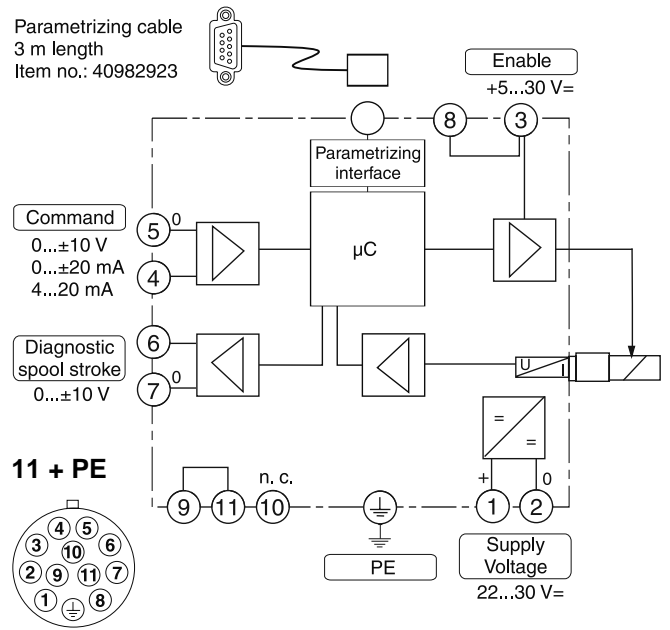 Parametrizing cable
3 m length
Item no.: 40982923
Enable
+5...30 V=
8
3
Parametrizing
interface
Command
0...±10 V
0...±20 mA
4...20 mA
5
0
4
µC
Diagnostic
spool stroke
0...±10 V
6
7
0
U
I
=
=
+
0
n. c.
9
11
10
1
2
PE
Supply
Voltage
22...30 V=
11 + PE
4
5
3
10
6
2
9
11
7
1
8